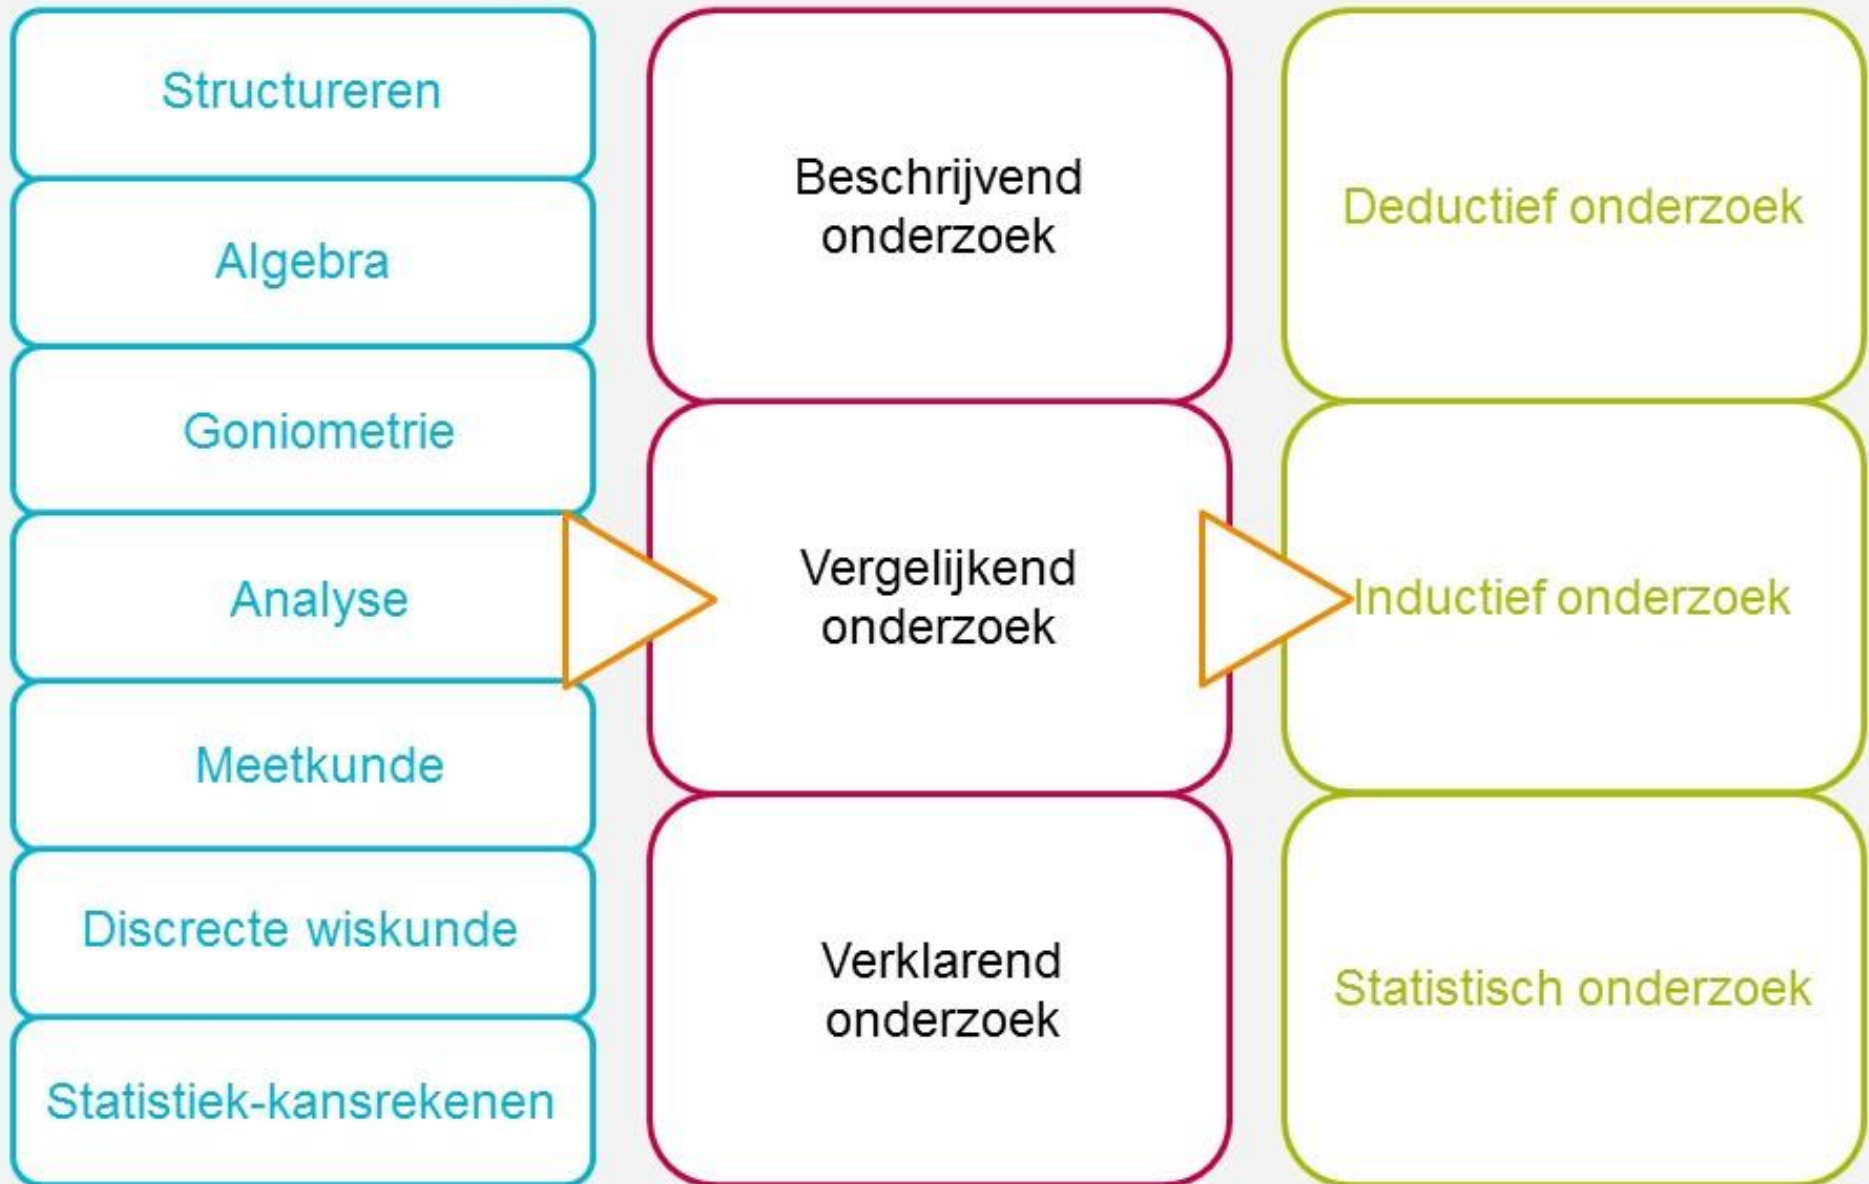 Structureren
Algebra
Goniometrie
Analyse
Meetkunde
Discrecte wiskunde
Statistiek-kansrekenen
Beschrijvend
onderzoek
Vergelijkend
onderzoek
Verklarend
onderzoek
Deductief onderzoek
Inductief onderzoek
Statistisch onderzoek